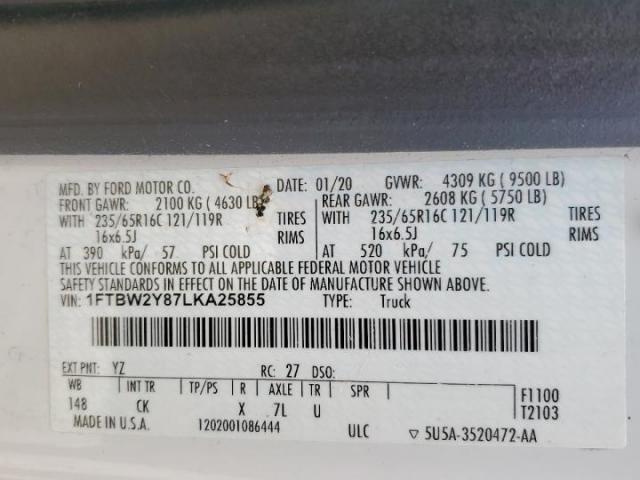 MFD. BY FORD MOTOR CO. DATE: 01/20 GVWR: 4309 KG ( 9500 LB)
FRONT GAWR: 2100 KG ( 4630 LB) REAR GAWR: 2608 KG ( 5750 LB)
WITH 235/65R16C 121/119R TIRES WITH 235/65R16C 121/119R TIRES
16x6.5J RIMS 16x6.5J RIMS
AT 390 kPa/ 57 PSI COLD AT 520 kPa/ 75 PSI COLD
THIS VEHICLE CONFORMS TO ALL APPLICABLE FEDERAL MOTOR VEHICLE
SAFETY STANDARDS IN EFFECT ON THE DATE OF MANUFACTURE SHOWN ABOVE.
VIN: 1FTBW2Y87LKA25855 TYPE: Truck
EXT PNT: YZ RC: 27 DSO:
WB INT TR TP/PS R AXLE TR SPR F1100
148 CK X 7L U T2103
MADE IN U.S.A. 1202001086444 ULC ▽ 5U5A-3520472-AA